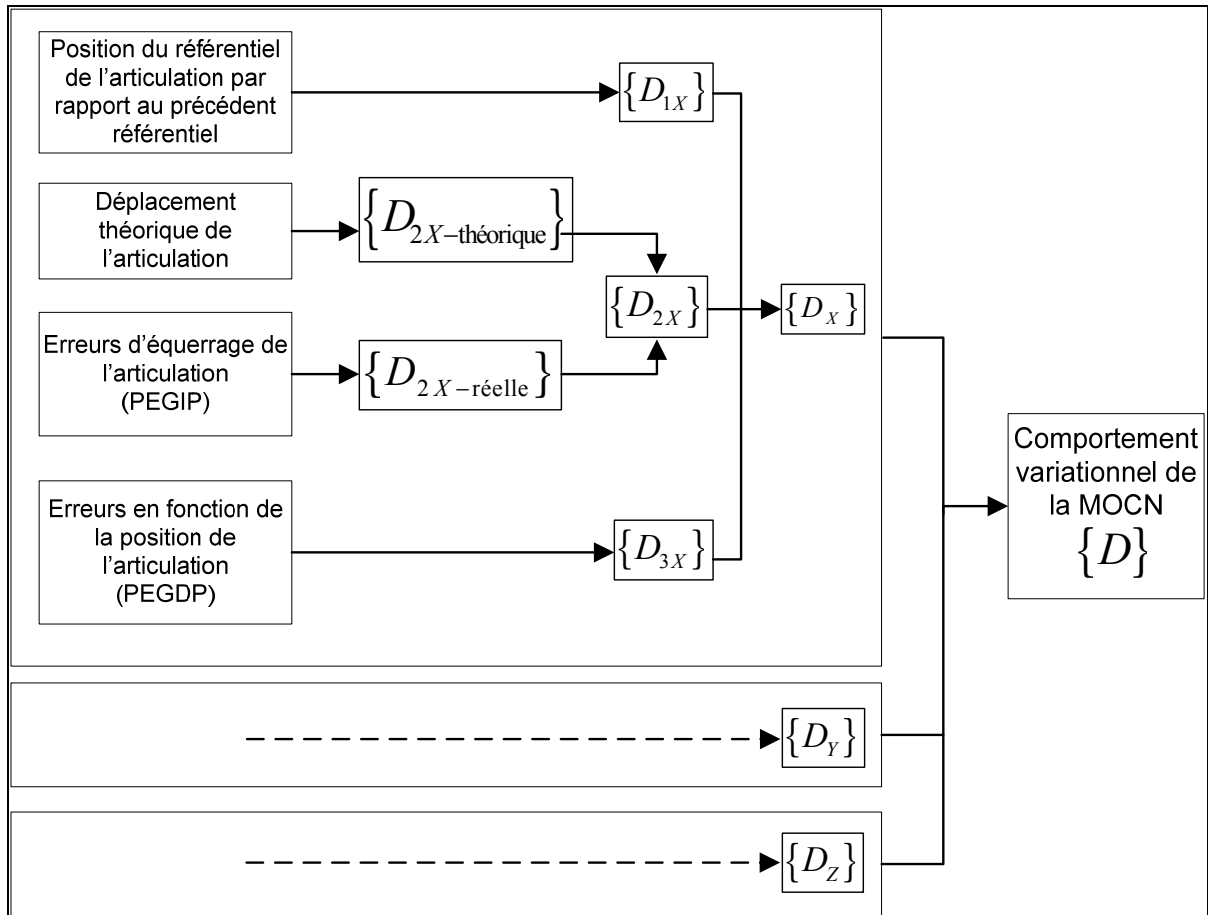 Position du référentiel
de l'articulation par
rapport au précédent
référentiel
{D1X}
Déplacement
théorique de
l'articulation
{D2X−théorique}
{D2X}
{DX}
Erreurs d'équerrage de
l'articulation
(PEGIP)
{D2X−réelle}
Erreurs en fonction de
la position de
l'articulation
(PEGDP)
{D3X}
{DY}
{DZ}
Comportement
variationnel de
la MOCN
{D}